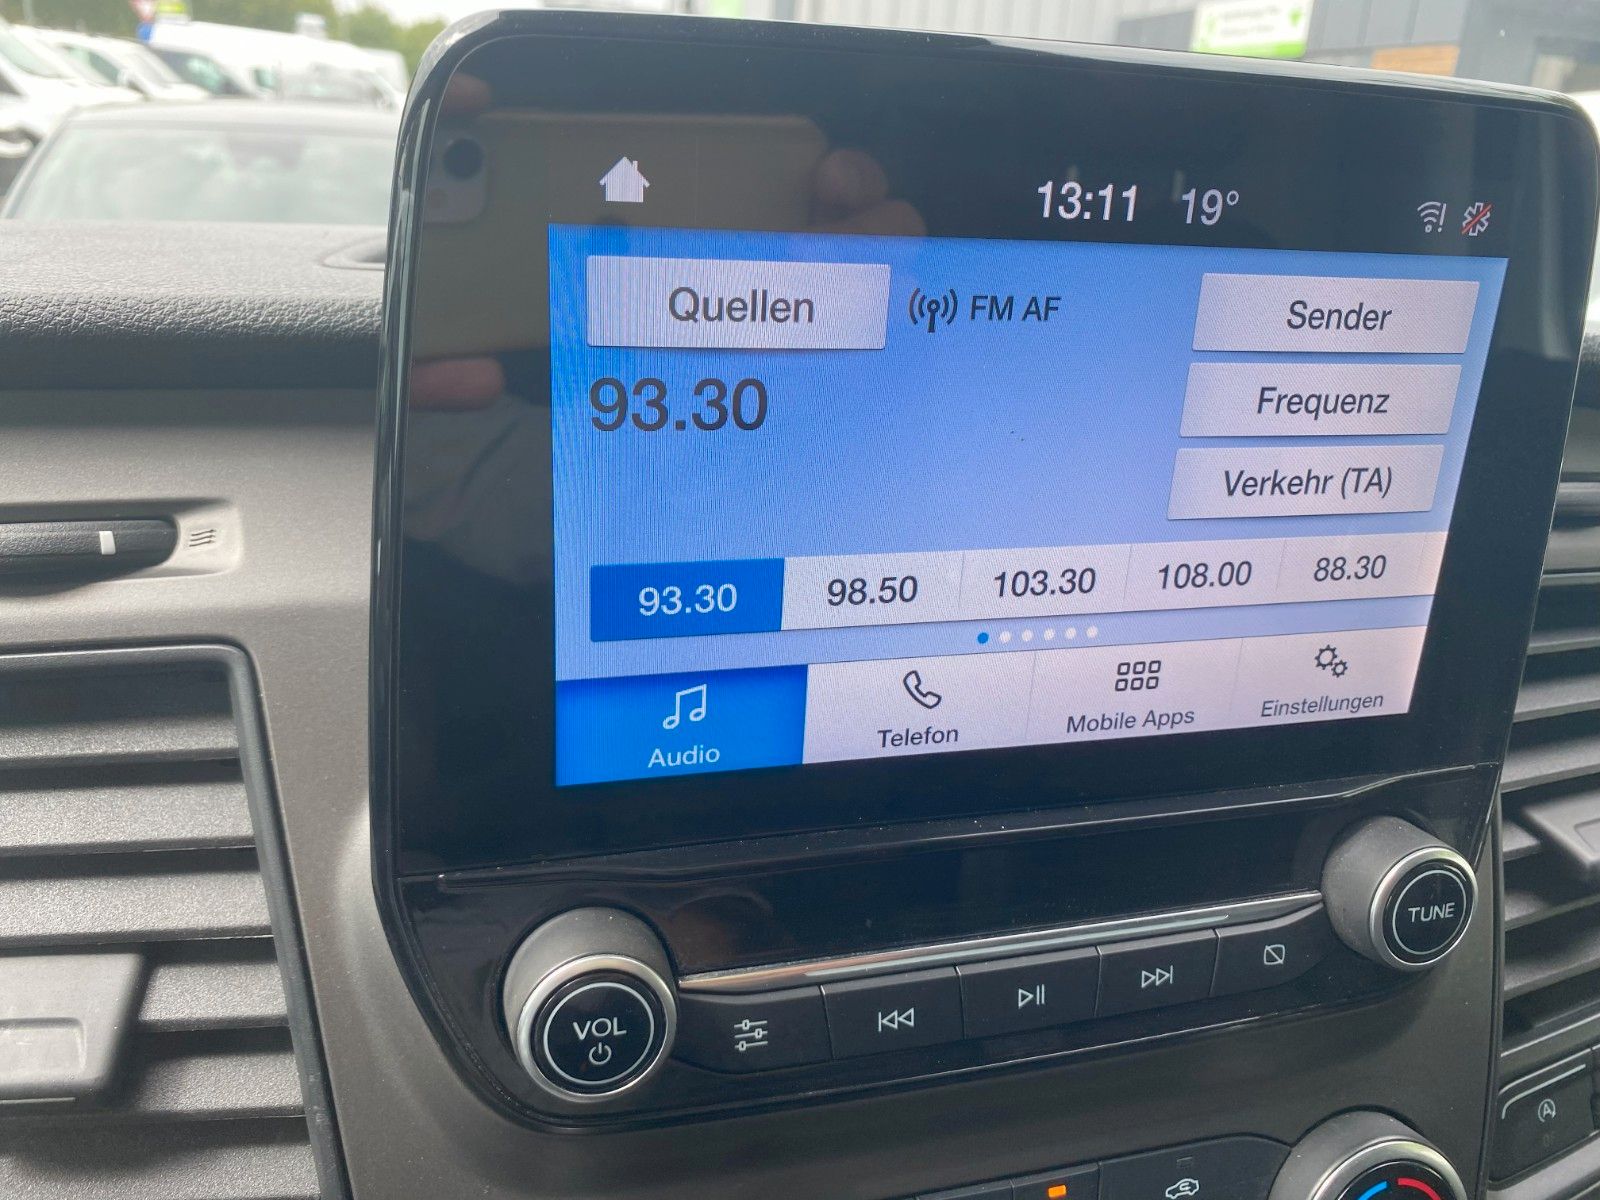 13:11 19°
Quellen
FM AF
Sender
93.30
Frequenz
Verkehr (TA)
93.30 98.50 103.30 108.00 88.30
Audio
Telefon
Mobile Apps
Einstellungen
VOL
TUNE